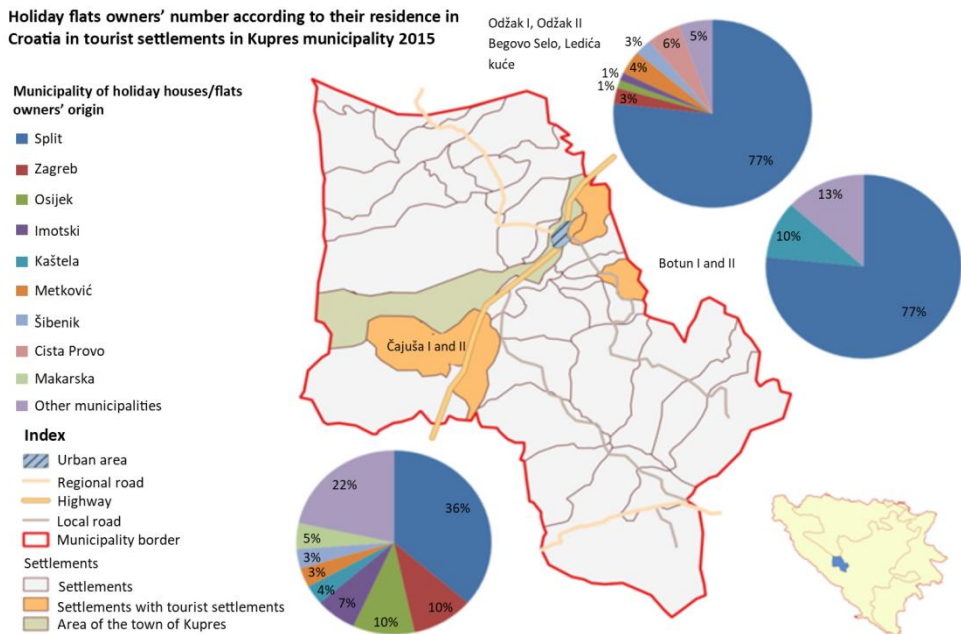 Holiday flats owners' number according to their residence in
Croatia in tourist settlements in Kupres municipality 2015
Municipality of holiday houses/flats
owners' origin
Split
Zagreb
Osijek
Imotski
Kaštela
Metković
Šibenik
Cista Provo
Makarska
Other municipalities
Index
Urban area
Regional road
Highway
Local road
Municipality border
Settlements
Settlements
Settlements with tourist settlements
Area of the town of Kupres
Odžak I, Odžak II
Begovo Selo, Ledića
kuće
5%
6%
3%
4%
1%
1%
3%
77%
Botun I and II
13%
10%
77%
Čajuša I and II
22%
36%
5%
3%
3%
4%
7%
10%
10%